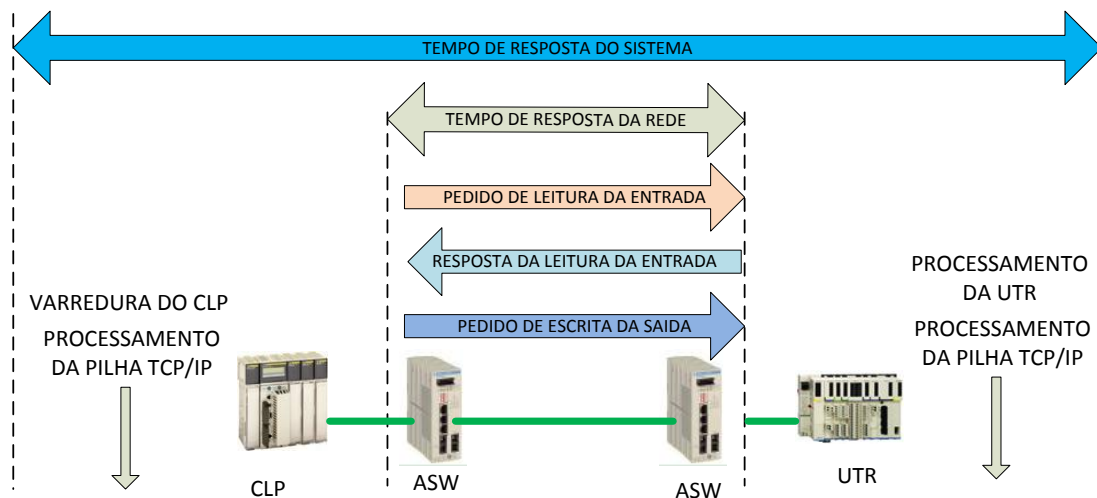 TEMPO DE RESPOSTA DO SISTEMA
TEMPO DE RESPOSTA DA REDE
PEDIDO DE LEITURA DA ENTRADA
RESPOSTA DA LEITURA DA ENTRADA
PEDIDO DE ESCRITA DA SAIDA
VARREDURA DO CLP
PROCESSAMENTO
DA PILHA TCP/IP
PROCESSAMENTO
DA UTR
PROCESSAMENTO
DA PILHA TCP/IP
CLP
ASW
ASW
UTR